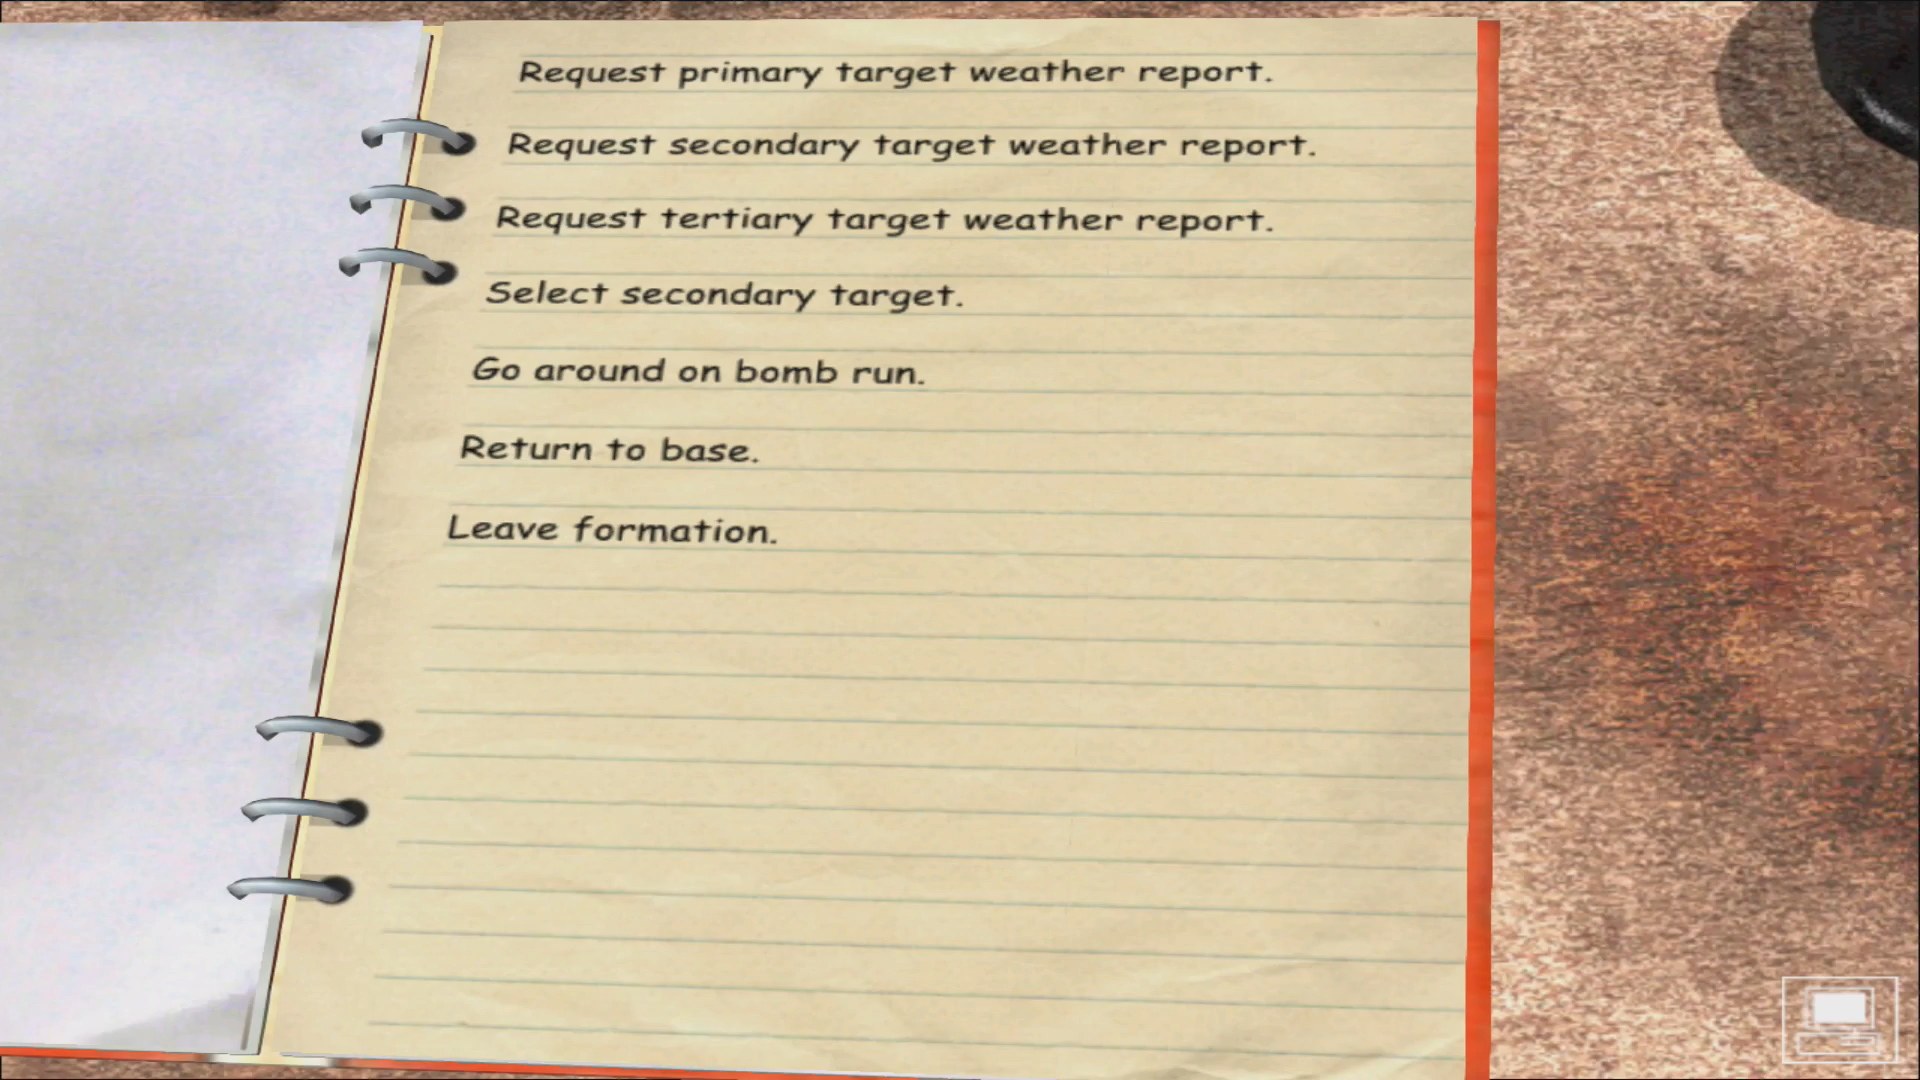 Request primary target weather report.
Request secondary target weather report.
Request tertiary target weather report.
Select secondary target.
Go around on bomb run.
Return to base.
Leave formation.